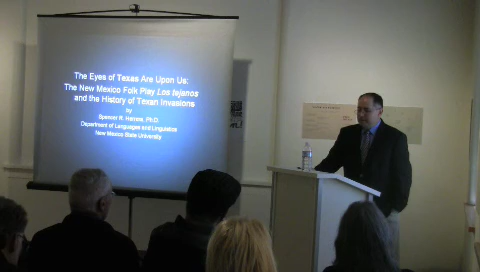 The Eyes of Texas Are Upon Us:
The New Mexico Folk Play Los tejanos
and the History of Texan Invasions
by
Spencer R. Herrera, Ph.D.
Department of Languages and Linguistics
New Mexico State University